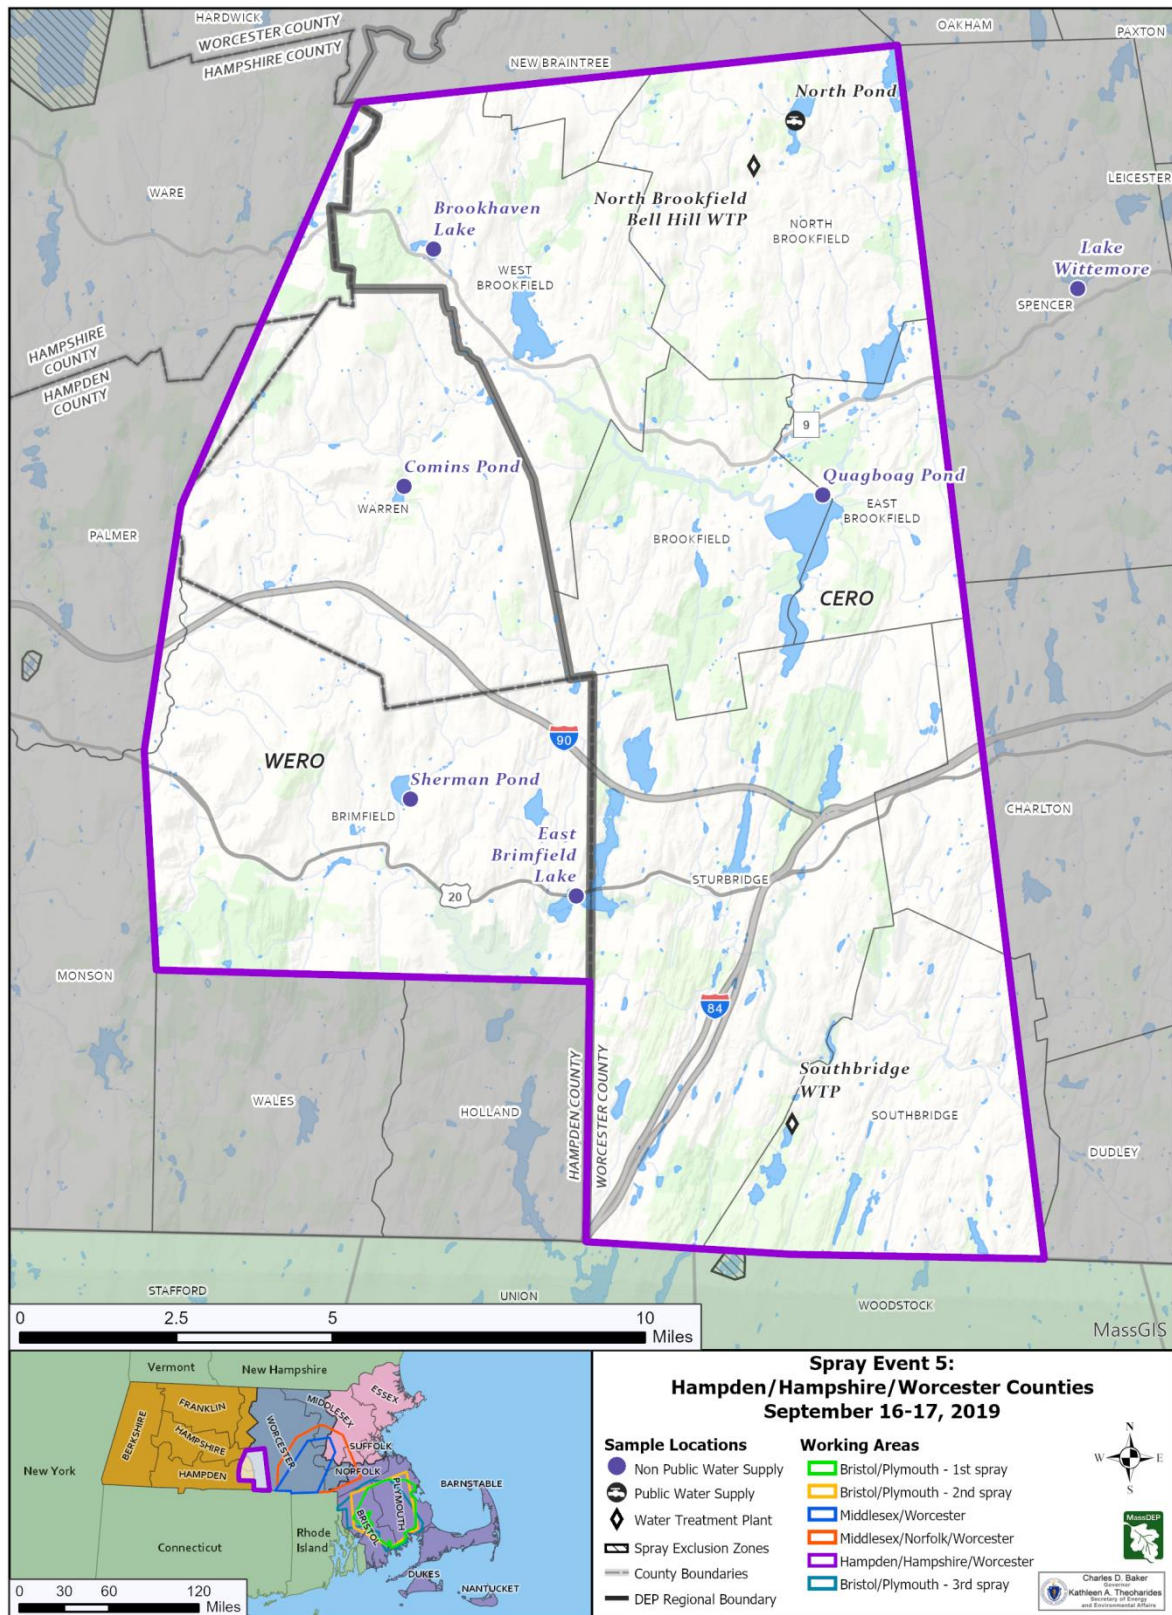 HARDWICK
WORCESTER COUNTY
HAMPSHIRE COUNTY
NEW BRAINTREE
OAKHAM
PAXTON
North Pond
WARE
LEICESTER
North Brookfield
Bell Hill WTP
NORTH
BROOKFIELD
Brookhaven
Lake
WEST
BROOKFIELD
Lake
Wittemore
SPENCER
HAMPSHIRE
COUNTY
HAMPDEN
COUNTY
9
Comins Pond
WARREN
Quagboag Pond
EAST
BROOKFIELD
PALMER
BROOKFIELD
CERO
WERO
90
Sherman Pond
BRIMFIELD
CHARLTON
East
Brimfield
Lake
20
STURBRIDGE
MONSON
84
HAMPDEN COUNTY
WORCESTER COUNTY
Southbridge
WTP
WALES
HOLLAND
SOUTHBRIDGE
DUDLEY
STAFFORD
UNION
WOODSTOCK
0 2.5 5 10
Miles
MassGIS
Vermont
New Hampshire
FRANKLIN
BERKSHIRE
HAMPSHIRE
HAMPDEN
WORCESTER
MIDDLESEX
ESSEX
SUFFOLK
NORFOLK
New York
PLYMOUTH
BRISTOL
BARNSTABLE
Connecticut
Rhode
Island
DUKES
NANTUCKET
0 30 60 120
Miles
Spray Event 5:
Hampden/Hampshire/Worcester Counties
September 16-17, 2019
Sample Locations
Non Public Water Supply
Public Water Supply
Water Treatment Plant
Spray Exclusion Zones
County Boundaries
DEP Regional Boundary
Working Areas
Bristol/Plymouth - 1st spray
Bristol/Plymouth - 2nd spray
Middlesex/Worcester
Middlesex/Norfolk/Worcester
Hampden/Hampshire/Worcester
Bristol/Plymouth - 3rd spray
N
W E
S
MassDEP
Charles D. Baker
Governor
Kathleen A. Theoharides
Secretary of Energy
and Environmental Affairs